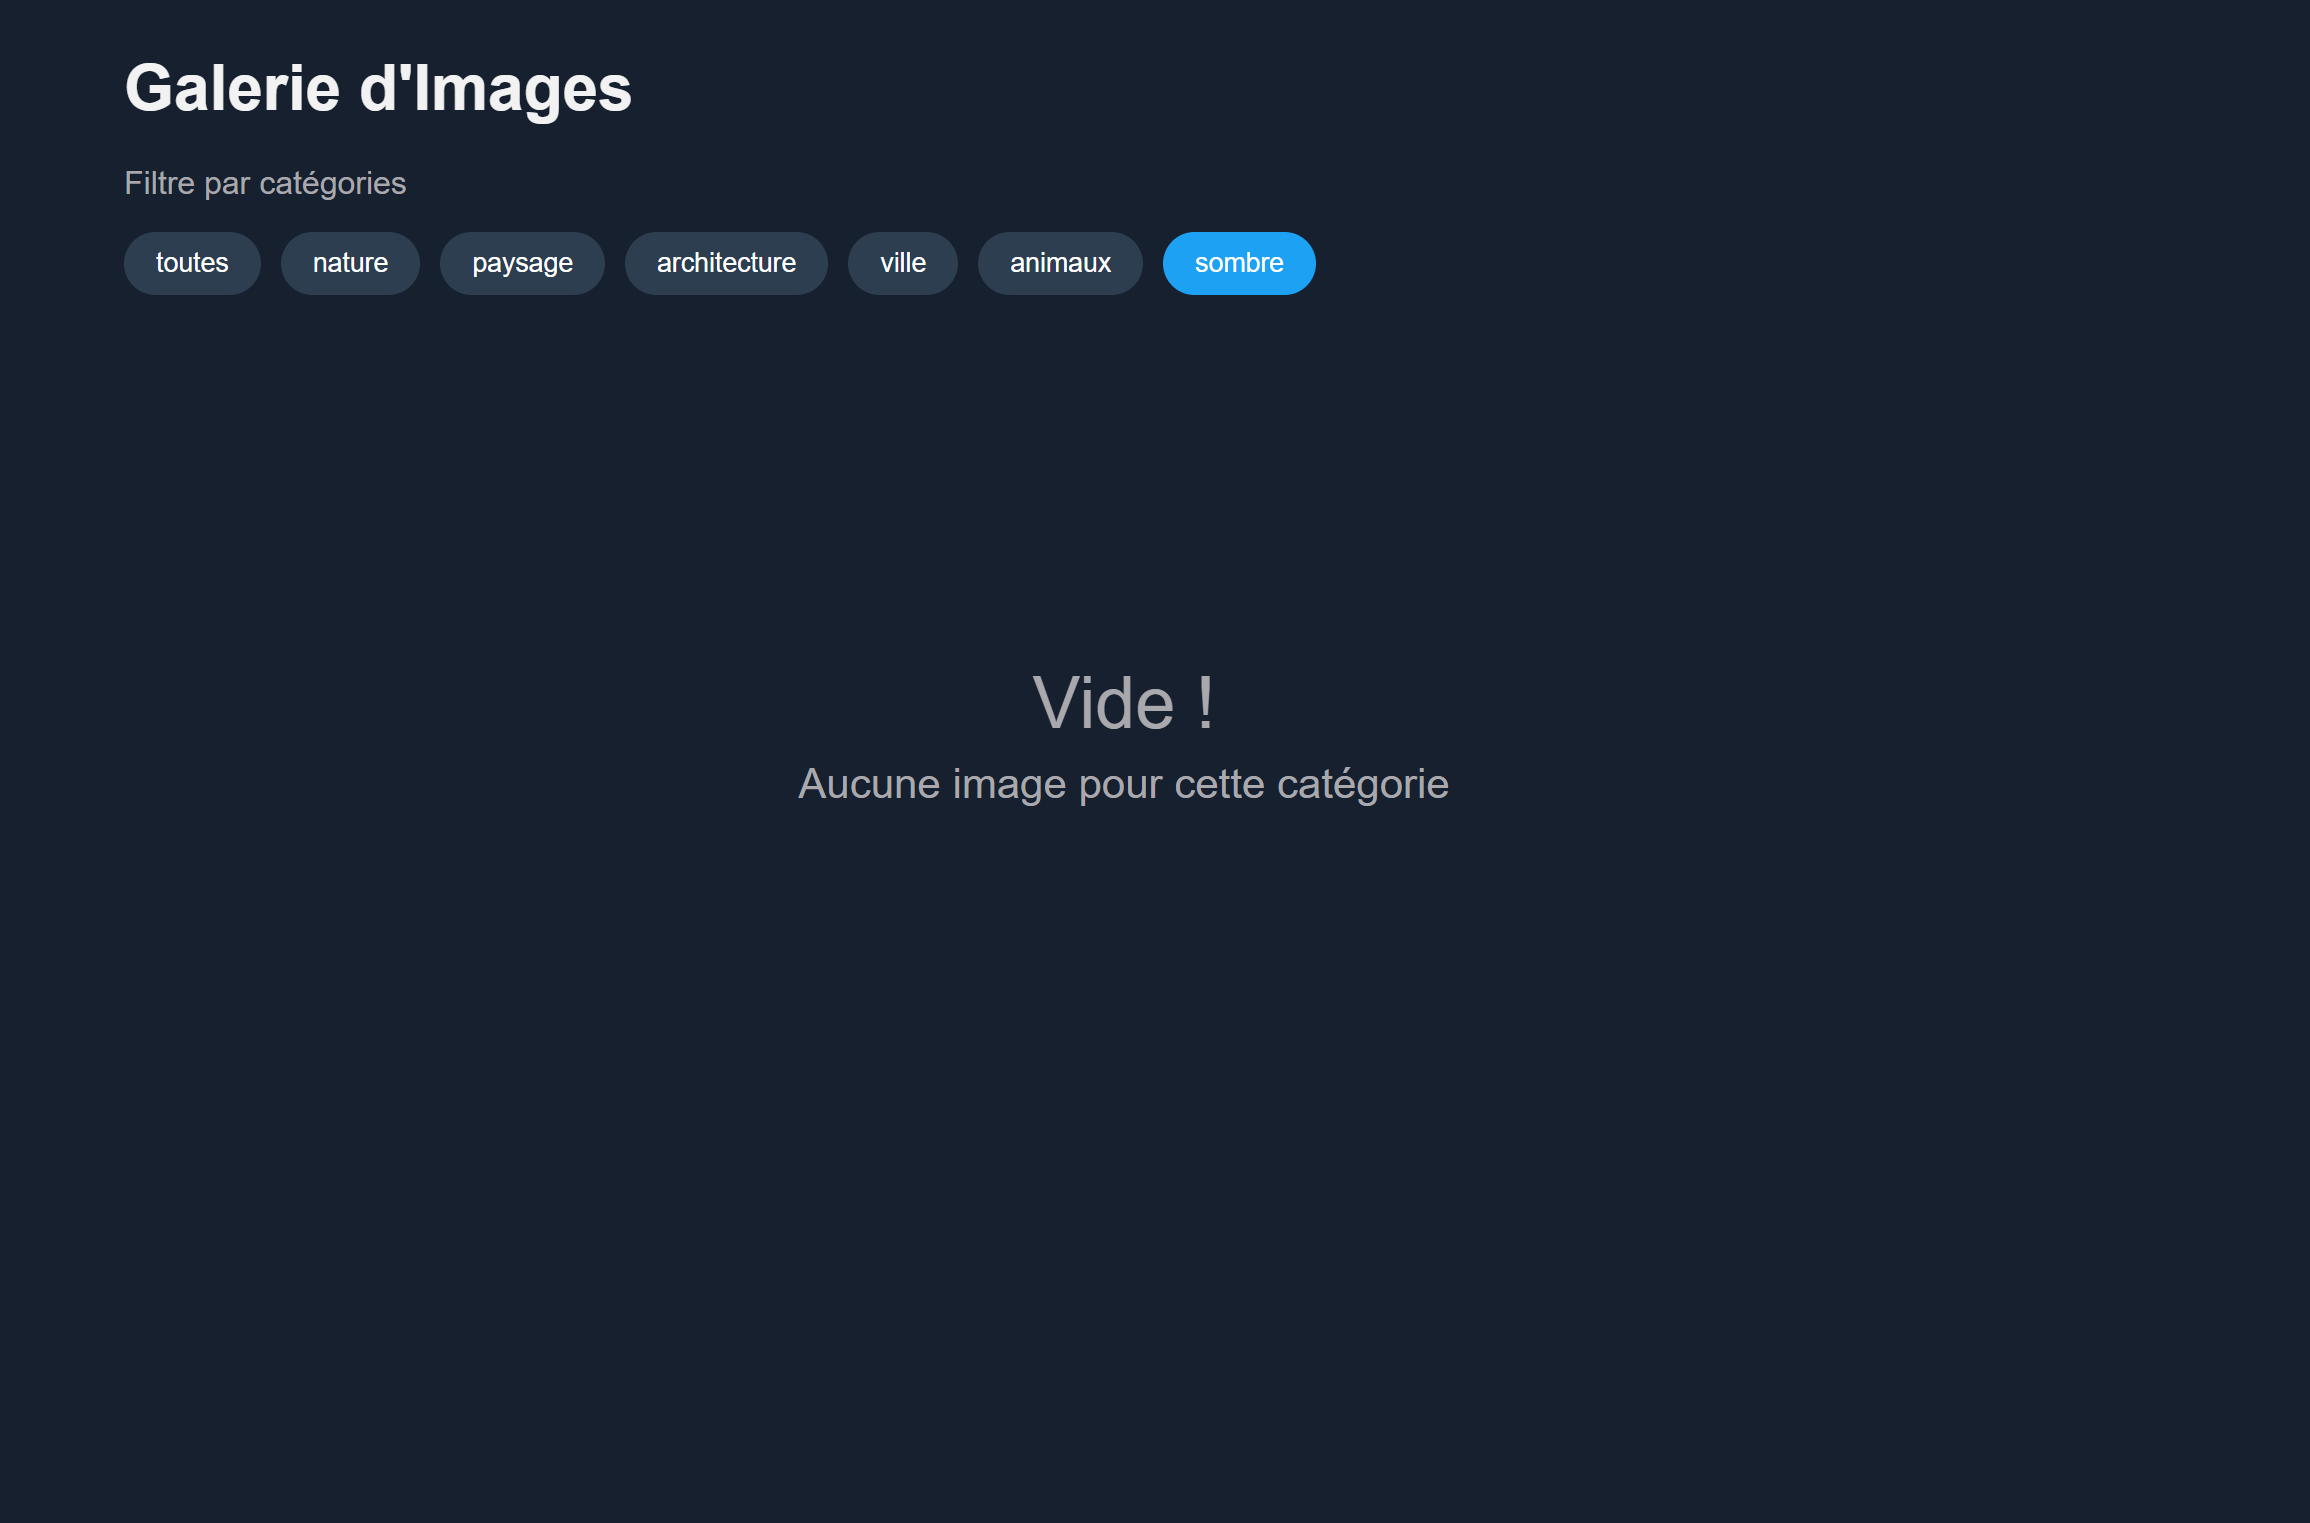 Galerie d'Images
Filtre par catégories
toutes nature paysage architecture ville animaux sombre
Vide !
Aucune image pour cette catégorie